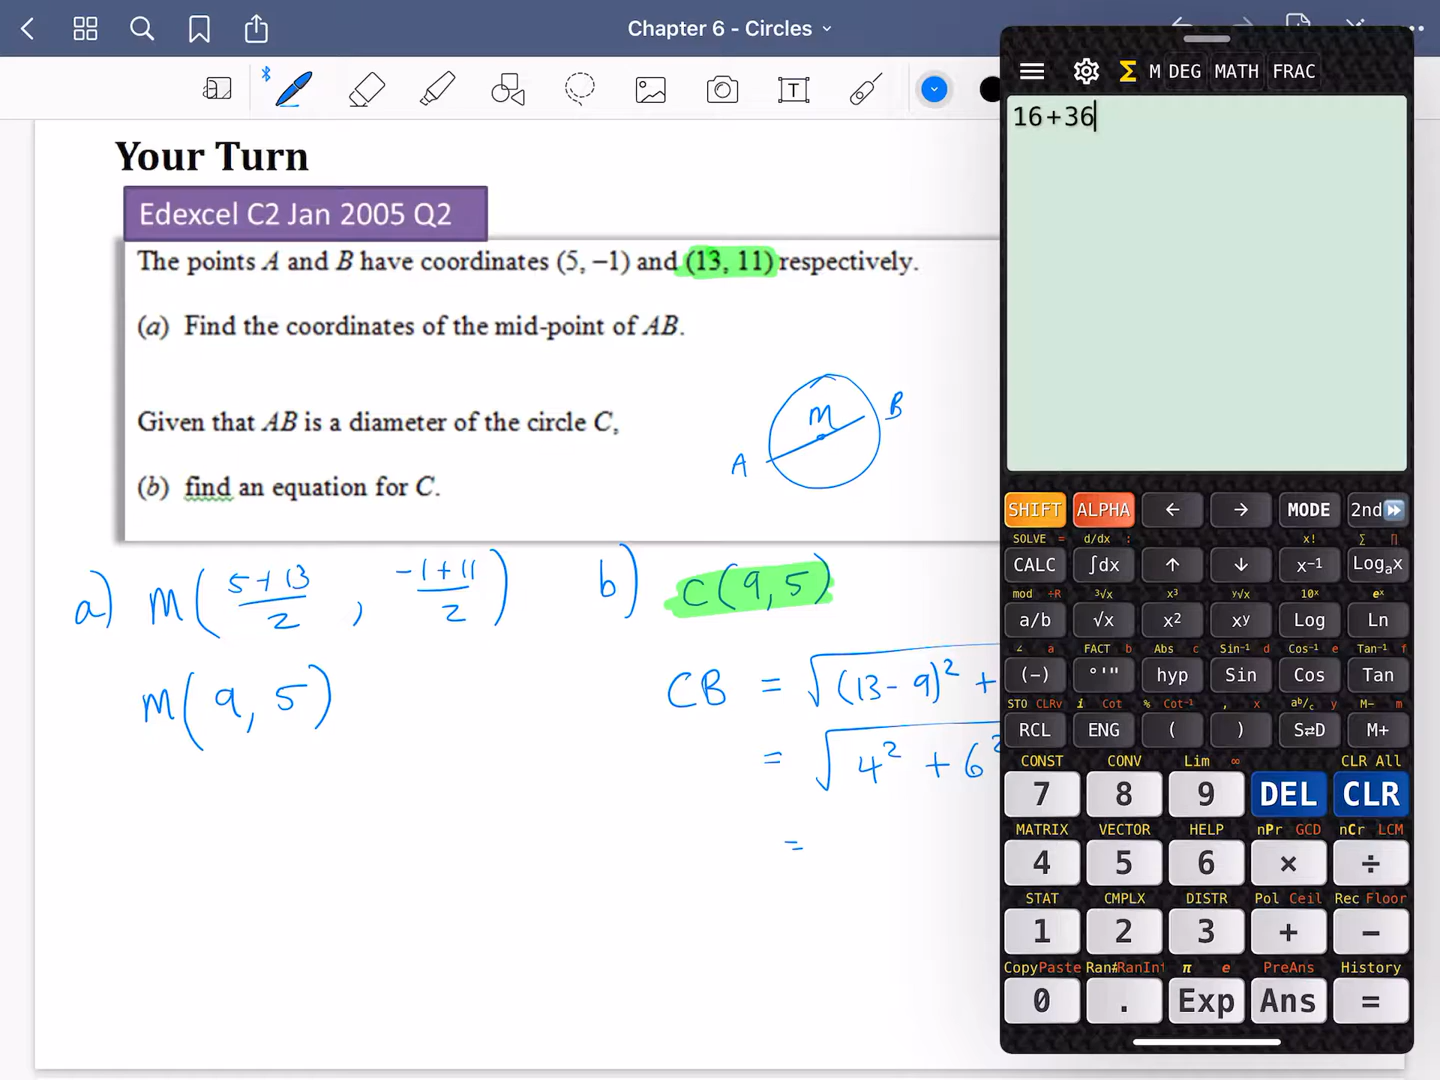 Chapter 6 - Circles
Your Turn
Edexcel C2 Jan 2005 Q2
The points A and B have coordinates (5, −1) and (13, 11) respectively.
(a) Find the coordinates of the mid-point of AB.
Given that AB is a diameter of the circle C,
(b) find an equation for C.
A M B
a) M( 5+13/2 , -1+11/2 )
M(9, 5)
b) C(9, 5)
CB = √(13-9)² +
= √4² + 6²
=
Σ M DEG MATH FRAC
16+36
SHIFT ALPHA ← → MODE 2nd
SOLVE = d/dx : x! ∑ ∏
CALC ∫dx ↑ ↓ x⁻¹ Logₐx
mod ÷R ³√x x³ ʸ√x 10ˣ eˣ
a/b √x x² xʸ Log Ln
∠ a FACT b Abs c Sin⁻¹ d Cos⁻¹ e Tan⁻¹ f
(−) °'" hyp Sin Cos Tan
STO CLRv i Cot % Cot⁻¹ , x aᵇ/c y M− m
RCL ENG ( ) S⇄D M+
CONST CONV Lim ∞ CLR All
7 8 9 DEL CLR
MATRIX VECTOR HELP nPr GCD nCr LCM
4 5 6 × ÷
STAT CMPLX DISTR Pol Ceil Rec Floor
1 2 3 + −
Copy Paste Ran# RanInt π e PreAns History
0 . Exp Ans =